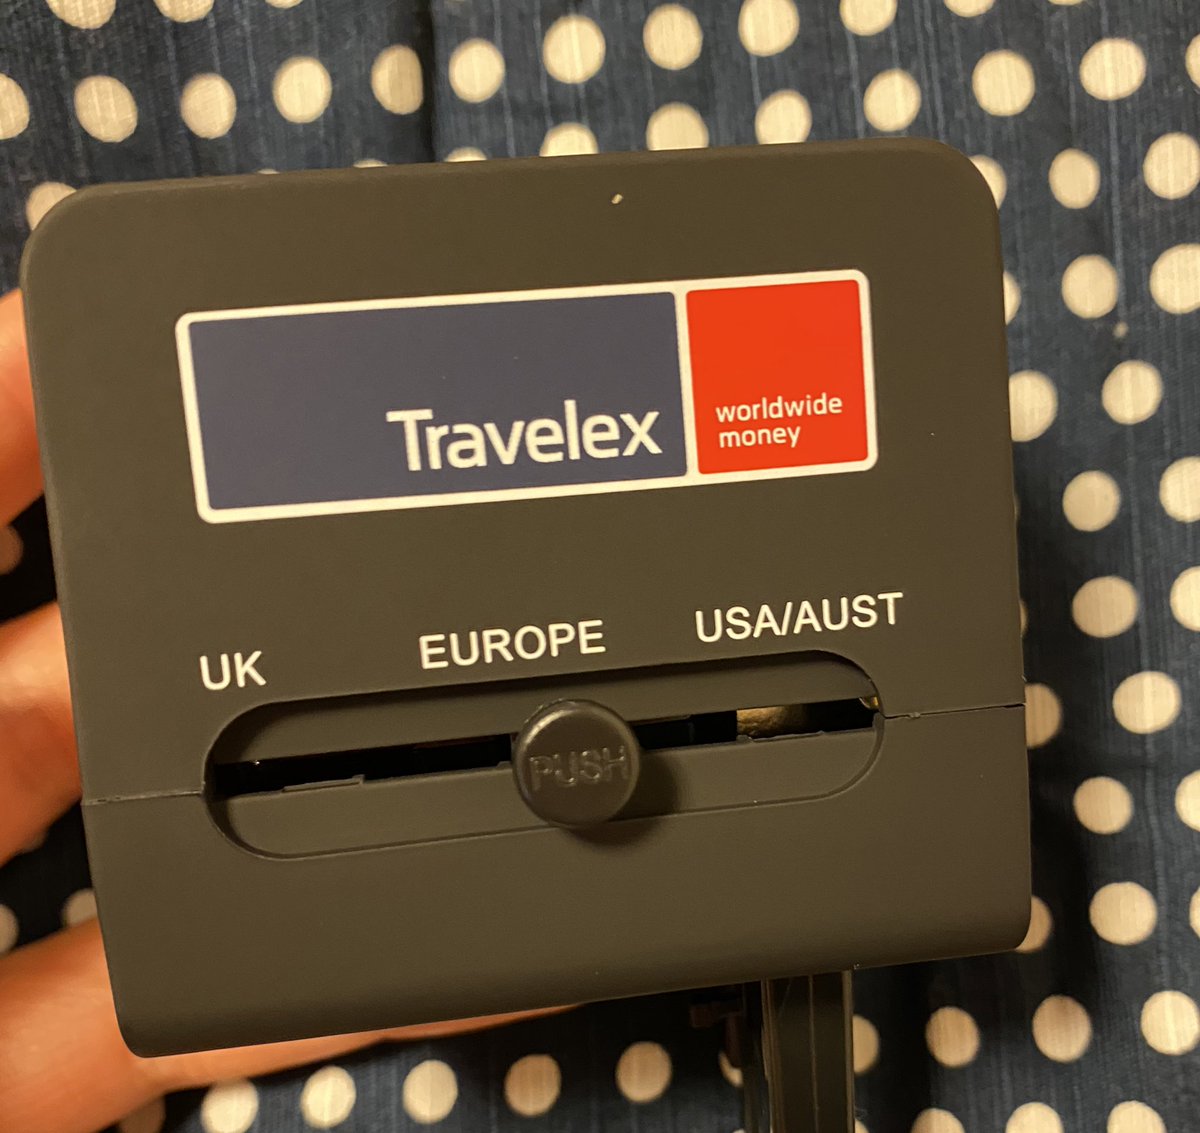 Travelex
worldwide
money
UK EUROPE USA/AUST
PUSH